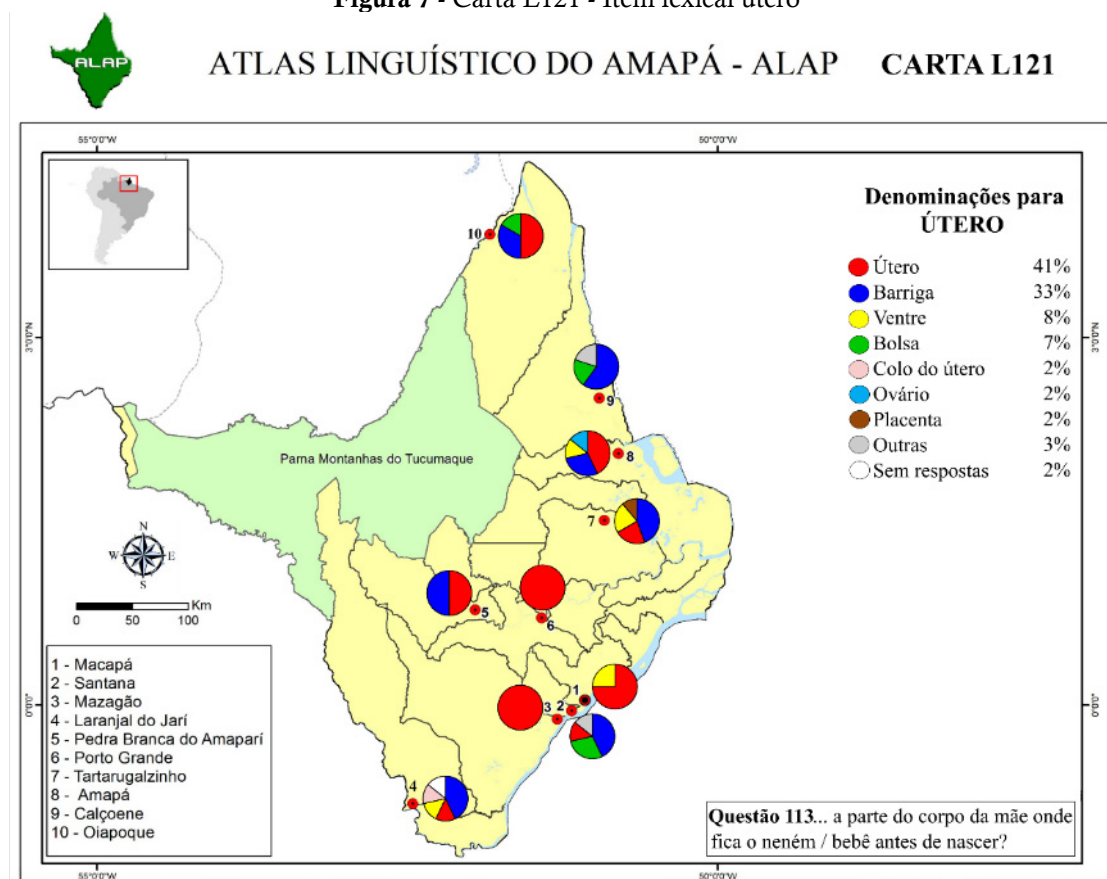 Figura 7 - Carta L121 - Item lexical útero
ALAP
ATLAS LINGUÍSTICO DO AMAPÁ - ALAP CARTA L121
55°0'0"W
50°0'0"W
Denominações para
ÚTERO
Útero 41%
Barriga 33%
Ventre 8%
Bolsa 7%
Colo do útero 2%
Ovário 2%
Placenta 2%
Outras 3%
Sem respostas 2%
10
3°0'0"N
3°0'0"N
9
8
Parna Montanhas do Tucumaque
7
N
W E
S
5
6
0 50 100 Km
1 - Macapá
2 - Santana
3 - Mazagão
4 - Laranjal do Jarí
5 - Pedra Branca do Amaparí
6 - Porto Grande
7 - Tartarugalzinho
8 - Amapá
9 - Calçoene
10 - Oiapoque
1
3 2
0°0'0"
0°0'0"
4
Questão 113... a parte do corpo da mãe onde
fica o neném / bebê antes de nascer?
55°0'0"W
50°0'0"W